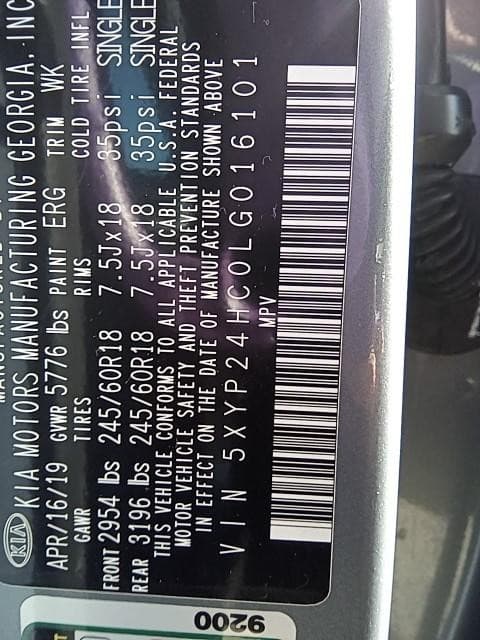 KIA KIA MOTORS MANUFACTURING GEORGIA, INC
APR/16/19 GVWR 5776 lbs PAINT ERG TRIM WK
GAWR TIRES RIMS COLD TIRE INFL
FRONT 2954 lbs 245/60R18 7.5Jx18 35psi SINGLE
REAR 3196 lbs 245/60R18 7.5Jx18 35psi SINGLE
THIS VEHICLE CONFORMS TO ALL APPLICABLE U.S.A. FEDERAL
MOTOR VEHICLE SAFETY AND THEFT PREVENTION STANDARDS
IN EFFECT ON THE DATE OF MANUFACTURE SHOWN ABOVE
VIN 5XYP24HC0LG016101
MPV
9200